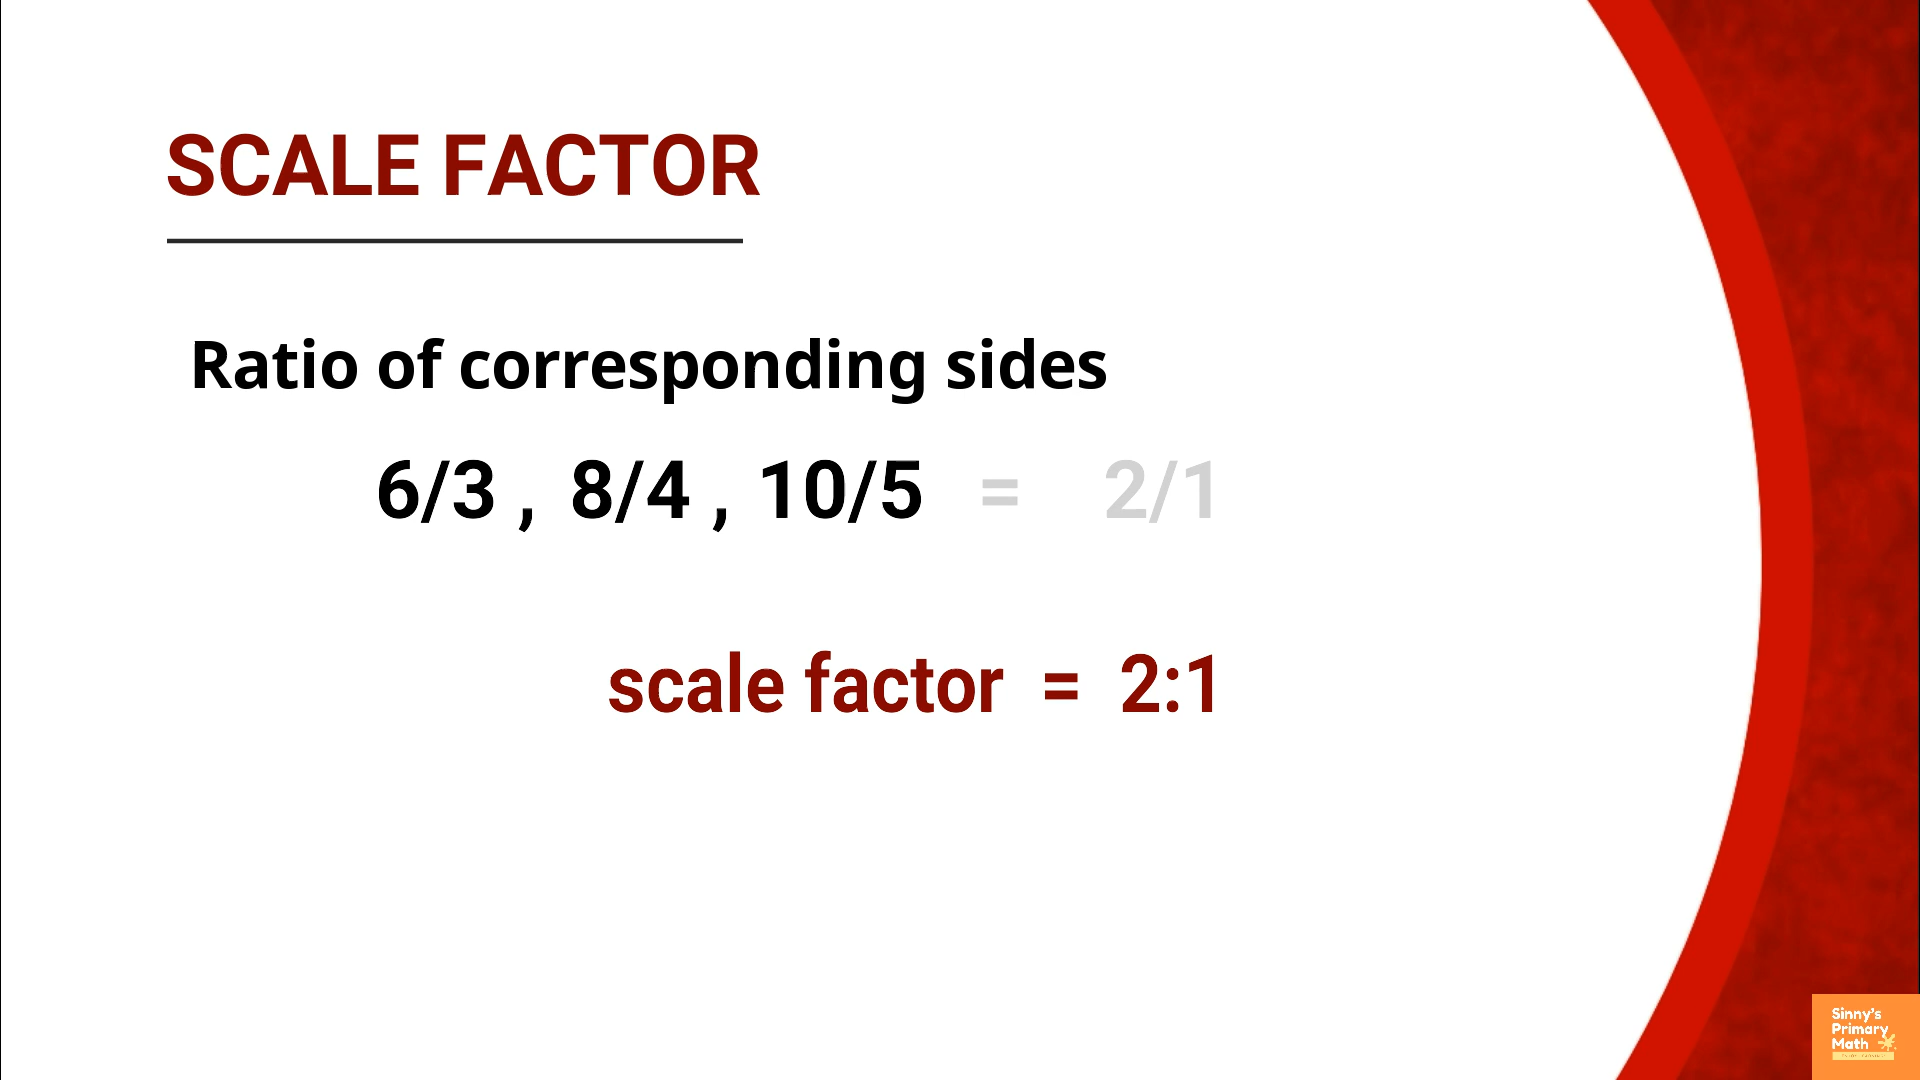 SCALE FACTOR
Ratio of corresponding sides
6/3 , 8/4 , 10/5 = 2/1
scale factor = 2:1
Sinny's
Primary
Math